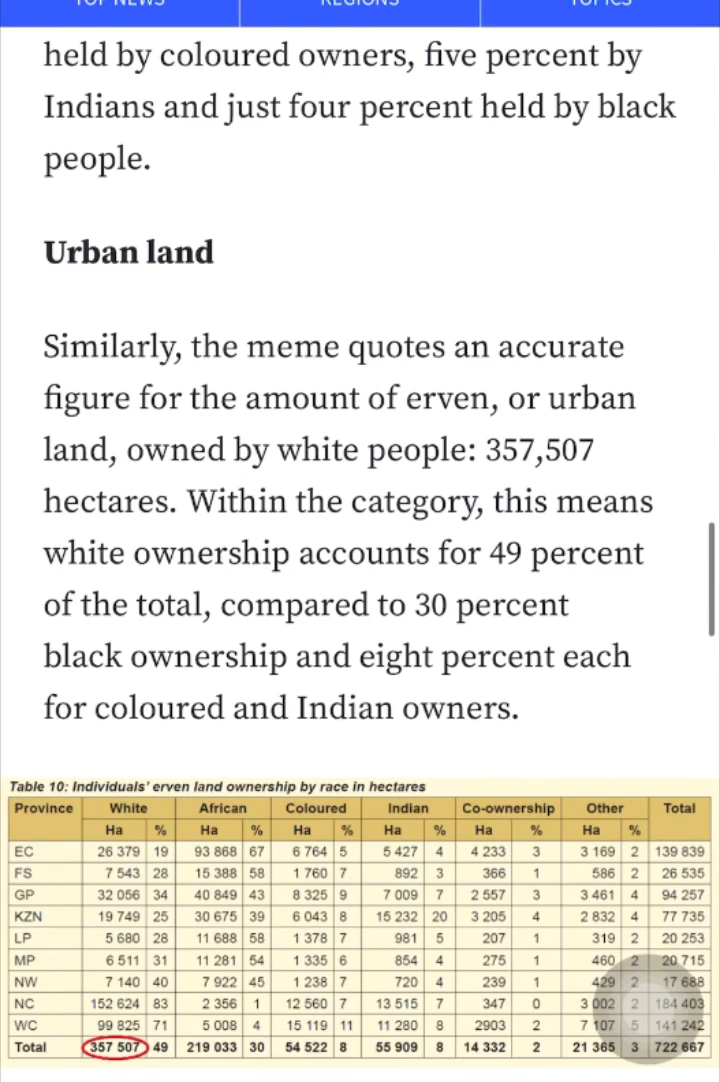 TOP NEWS REGIONS TOPICS
held by coloured owners, five percent by
Indians and just four percent held by black
people.
Urban land
Similarly, the meme quotes an accurate
figure for the amount of erven, or urban
land, owned by white people: 357,507
hectares. Within the category, this means
white ownership accounts for 49 percent
of the total, compared to 30 percent
black ownership and eight percent each
for coloured and Indian owners.
Table 10: Individuals' erven land ownership by race in hectares
Province White African Coloured Indian Co-ownership Other Total
Ha % Ha % Ha % Ha % Ha % Ha %
EC 26 379 19 93 868 67 6 764 5 5 427 4 4 233 3 3 169 2 139 839
FS 7 543 28 15 388 58 1 760 7 892 3 366 1 586 2 26 535
GP 32 056 34 40 849 43 8 325 9 7 009 7 2 557 3 3 461 4 94 257
KZN 19 749 25 30 675 39 6 043 8 15 232 20 3 205 4 2 832 4 77 735
LP 5 680 28 11 688 58 1 378 7 981 5 207 1 319 2 20 253
MP 6 511 31 11 281 54 1 335 6 854 4 275 1 460 2 20 715
NW 7 140 40 7 922 45 1 238 7 720 4 239 1 429 2 17 688
NC 152 624 83 2 356 1 12 560 7 13 515 7 347 0 3 002 2 184 403
WC 99 825 71 5 008 4 15 119 11 11 280 8 2903 2 7 107 5 141 242
Total 357 507 49 219 033 30 54 522 8 55 909 8 14 332 2 21 365 3 722 667